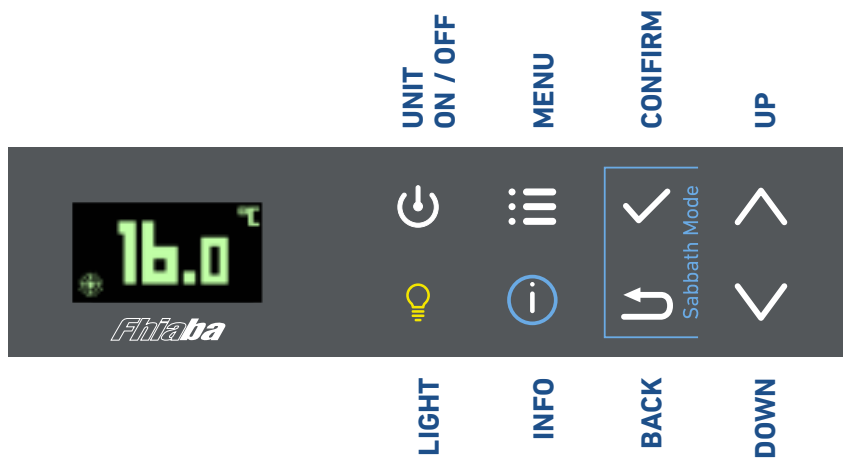 UNIT
ON / OFF
MENU
CONFIRM
UP
16.0
°C
Fhiaba
Sabbath Mode
LIGHT
INFO
BACK
DOWN